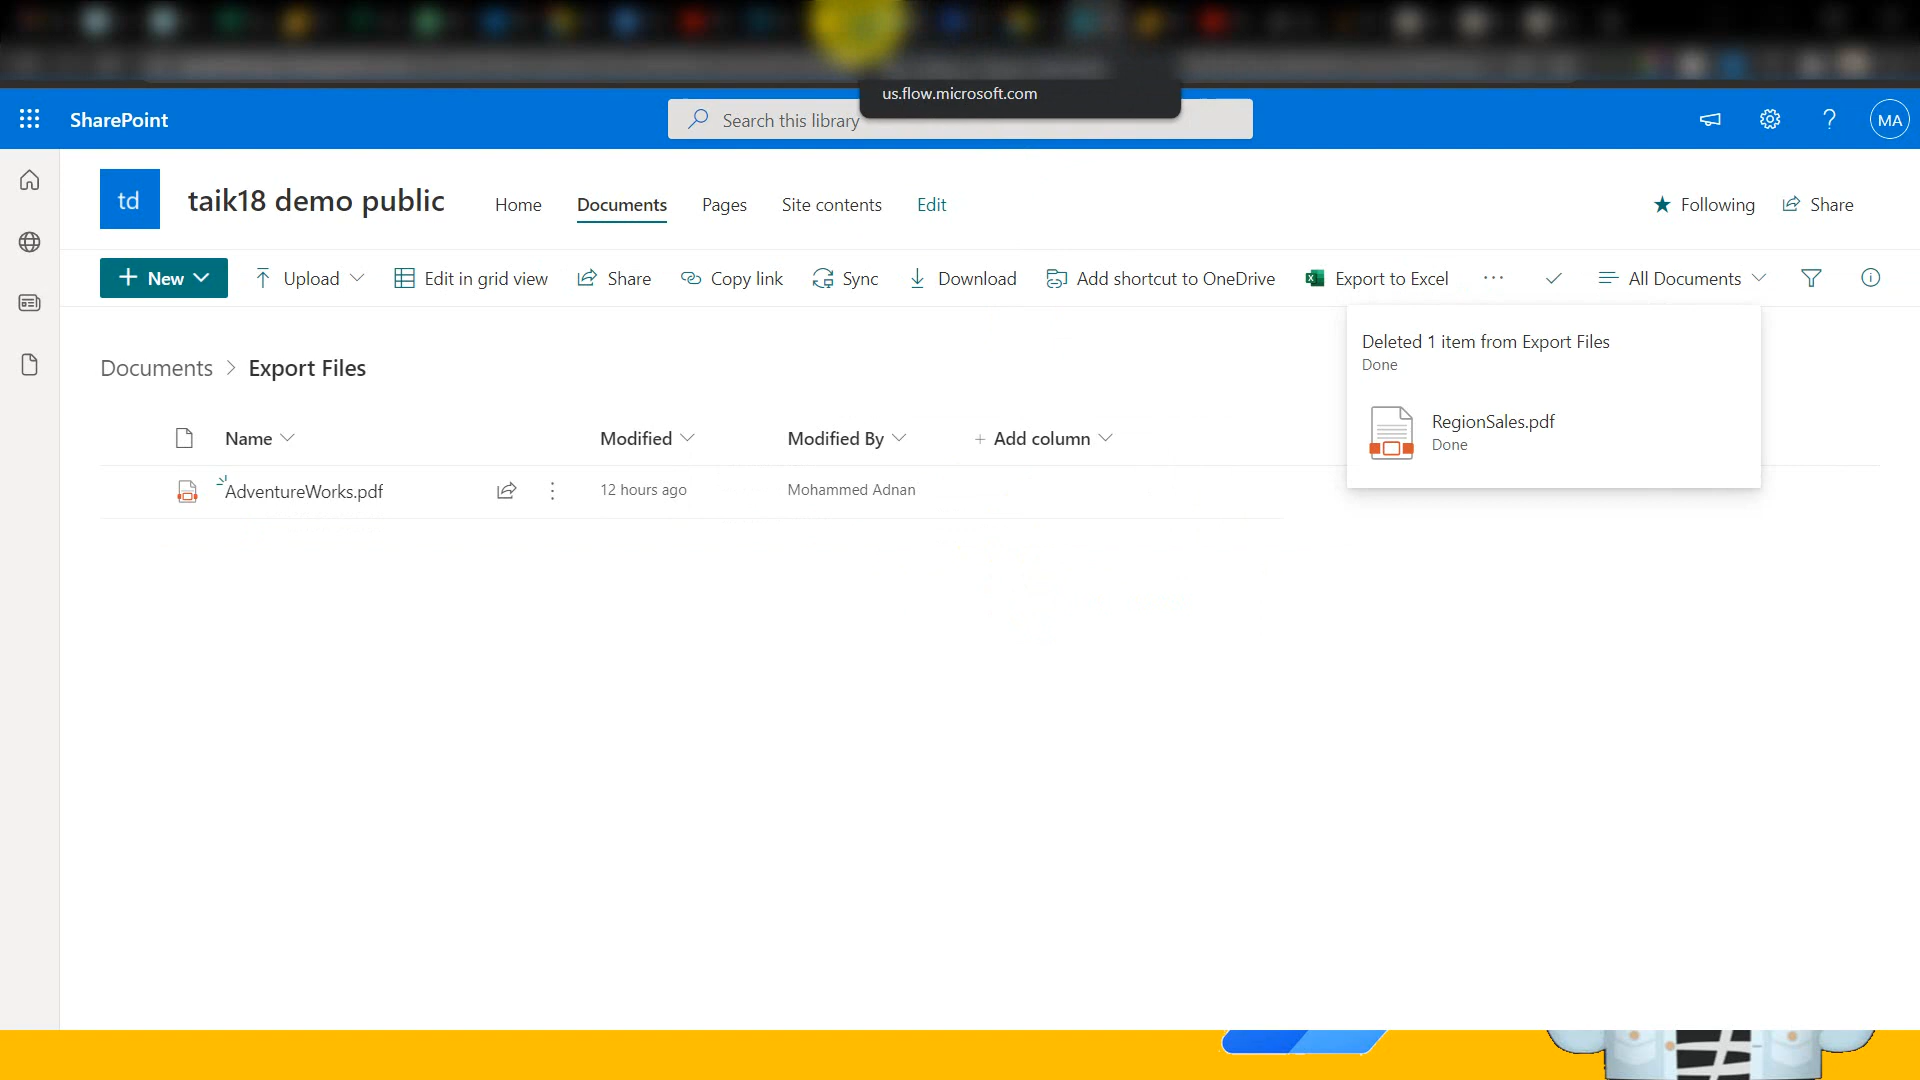 us.flow.microsoft.com
SharePoint
Search this library
MA
td
taik18 demo public
Home
Documents
Pages
Site contents
Edit
Following
Share
New
Upload
Edit in grid view
Share
Copy link
Sync
Download
Add shortcut to OneDrive
Export to Excel
All Documents
Deleted 1 item from Export Files
Done
RegionSales.pdf
Done
Documents > Export Files
Name
Modified
Modified By
+ Add column
AdventureWorks.pdf
12 hours ago
Mohammed Adnan